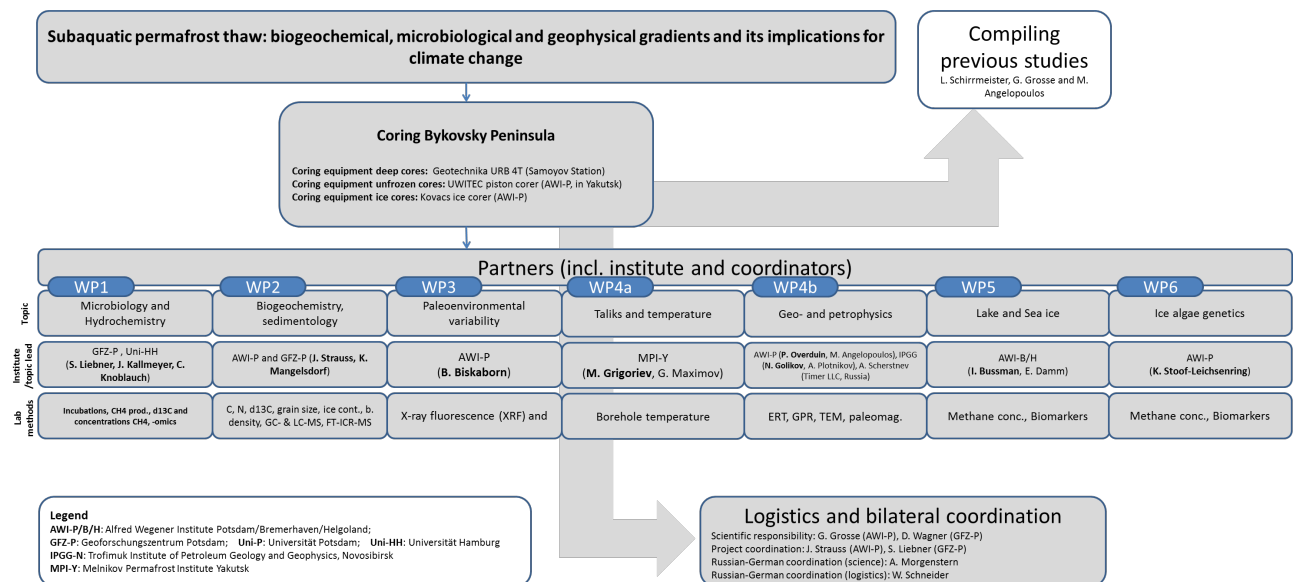 Subaquatic permafrost thaw: biogeochemical, microbiological and geophysical gradients and its implications for
climate change
Compiling
previous studies
L. Schirrmeister, G. Grosse and M.
Angelopoulos
Coring Bykovsky Peninsula
Coring equipment deep cores: Geotechnika URB 4T (Samoyov Station)
Coring equipment unfrozen cores: UWITEC piston corer (AWI-P, in Yakutsk)
Coring equipment ice cores: Kovacs ice corer (AWI-P)
Partners (incl. institute and coordinators)
WP1
WP2
WP3
WP4a
WP4b
WP5
WP6
Topic
Microbiology and
Hydrochemistry
Biogeochemistry,
sedimentology
Paleoenvironmental
variability
Taliks and temperature
Geo- and petrophysics
Lake and Sea ice
Ice algae genetics
Institute
/topic lead
GFZ-P , Uni-HH
(S. Liebner, J. Kallmeyer, C.
Knoblauch)
AWI-P and GFZ-P (J. Strauss, K.
Mangelsdorf)
AWI-P
(B. Biskaborn)
MPI-Y
(M. Grigoriev, G. Maximov)
AWI-P (P. Overduin, M. Angelopoulos), IPGG
(N. Golikov, A. Plotnikov), A. Scherstnev
(Timer LLC, Russia)
AWI-B/H
(I. Bussman, E. Damm)
AWI-P
(K. Stoof-Leichsenring)
Lab
methods
Incubations, CH4 prod., d13C and
concentrations CH4, -omics
C, N, d13C, grain size, ice cont., b.
density, GC- & LC-MS, FT-ICR-MS
X-ray fluorescence (XRF) and
Borehole temperature
ERT, GPR, TEM, paleomag.
Methane conc., Biomarkers
Methane conc., Biomarkers
Legend
AWI-P/B/H: Alfred Wegener Institute Potsdam/Bremerhaven/Helgoland;
GFZ-P: Geoforschungszentrum Potsdam; Uni-P: Universität Potsdam; Uni-HH: Universität Hamburg
IPGG-N: Trofimuk Institute of Petroleum Geology and Geophysics, Novosibirsk
MPI-Y: Melnikov Permafrost Institute Yakutsk
Logistics and bilateral coordination
Scientific responsibility: G. Grosse (AWI-P), D. Wagner (GFZ-P)
Project coordination: J. Strauss (AWI-P), S. Liebner (GFZ-P)
Russian-German coordination (science): A. Morgenstern
Russian-German coordination (logistics): W. Schneider